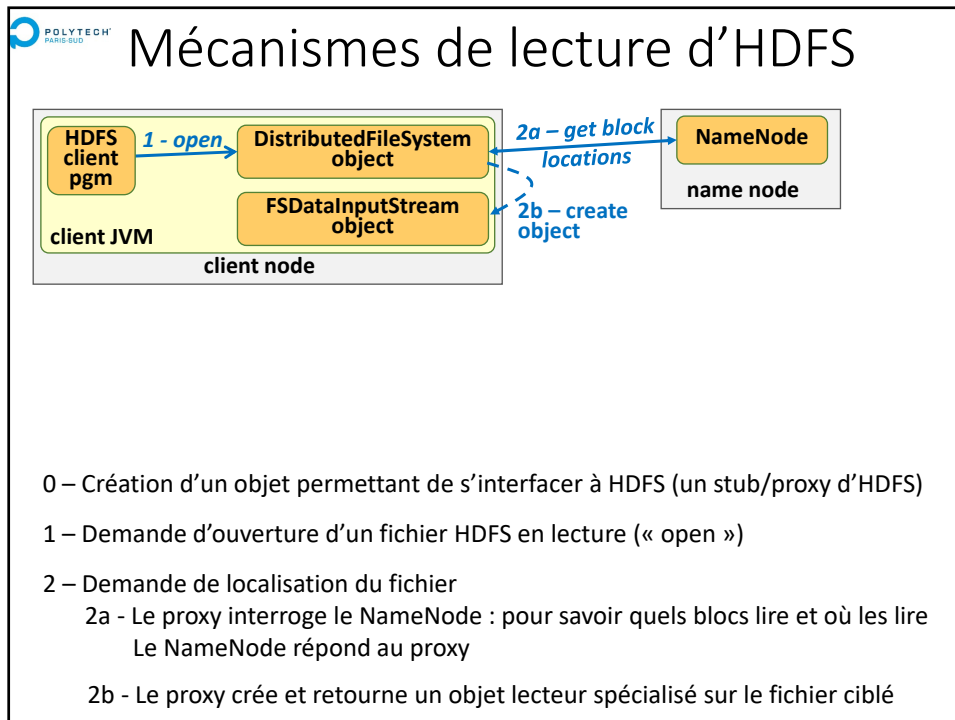 POLYTECH'
PARIS-SUD
Mécanismes de lecture d'HDFS
HDFS
client
pgm
1 - open
DistributedFileSystem
object
2a – get block
locations
NameNode
name node
FSDataInputStream
object
2b – create
object
client JVM
client node
0 – Création d'un objet permettant de s'interfacer à HDFS (un stub/proxy d'HDFS)
1 – Demande d'ouverture d'un fichier HDFS en lecture (« open »)
2 – Demande de localisation du fichier
2a - Le proxy interroge le NameNode : pour savoir quels blocs lire et où les lire
Le NameNode répond au proxy
2b - Le proxy crée et retourne un objet lecteur spécialisé sur le fichier ciblé